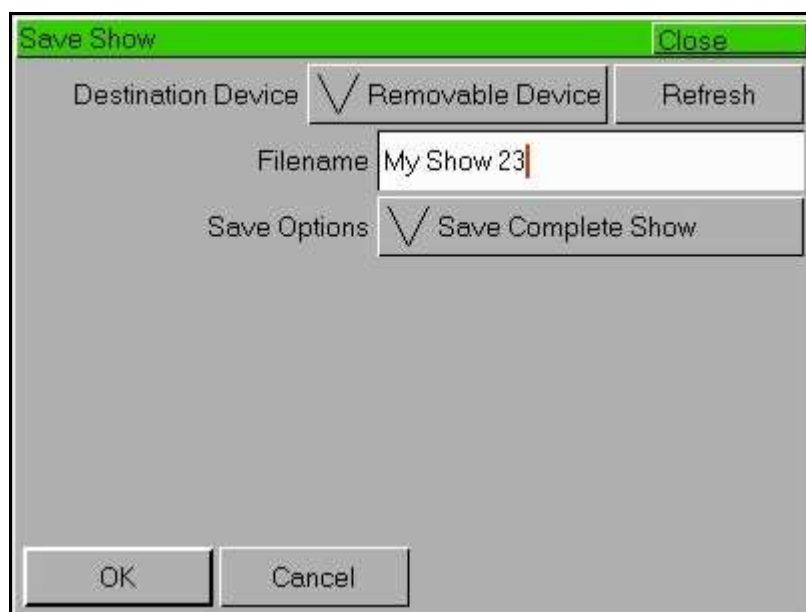 Save Show Close
Destination Device Removable Device Refresh
Filename My Show 23
Save Options Save Complete Show
OK Cancel